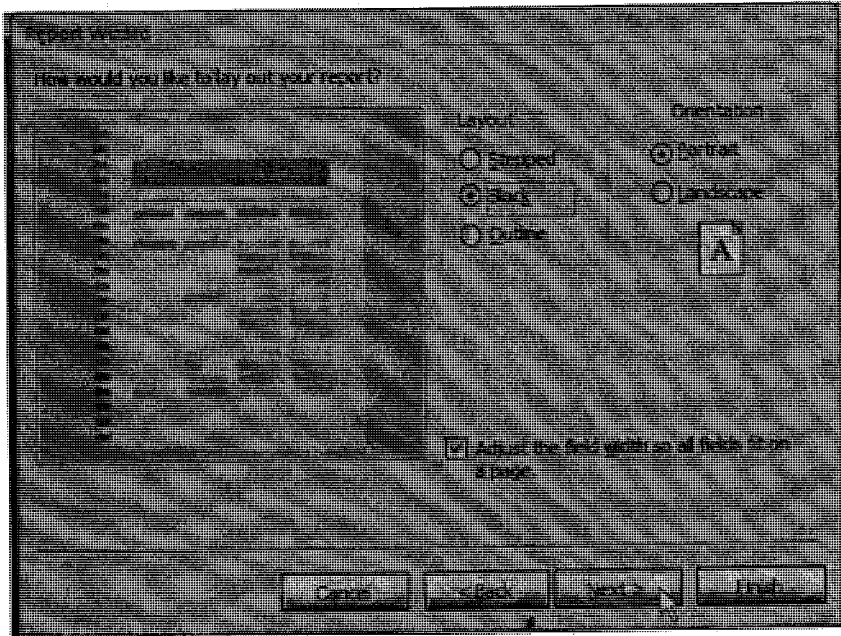 Report Wizard
How would you like to lay out your report?
Layout
Stepped
Block
Outline
Orientation
Portrait
Landscape
A
Adjust the field width so all fields fit on
a page.
Cancel
< Back
Next >
Finish